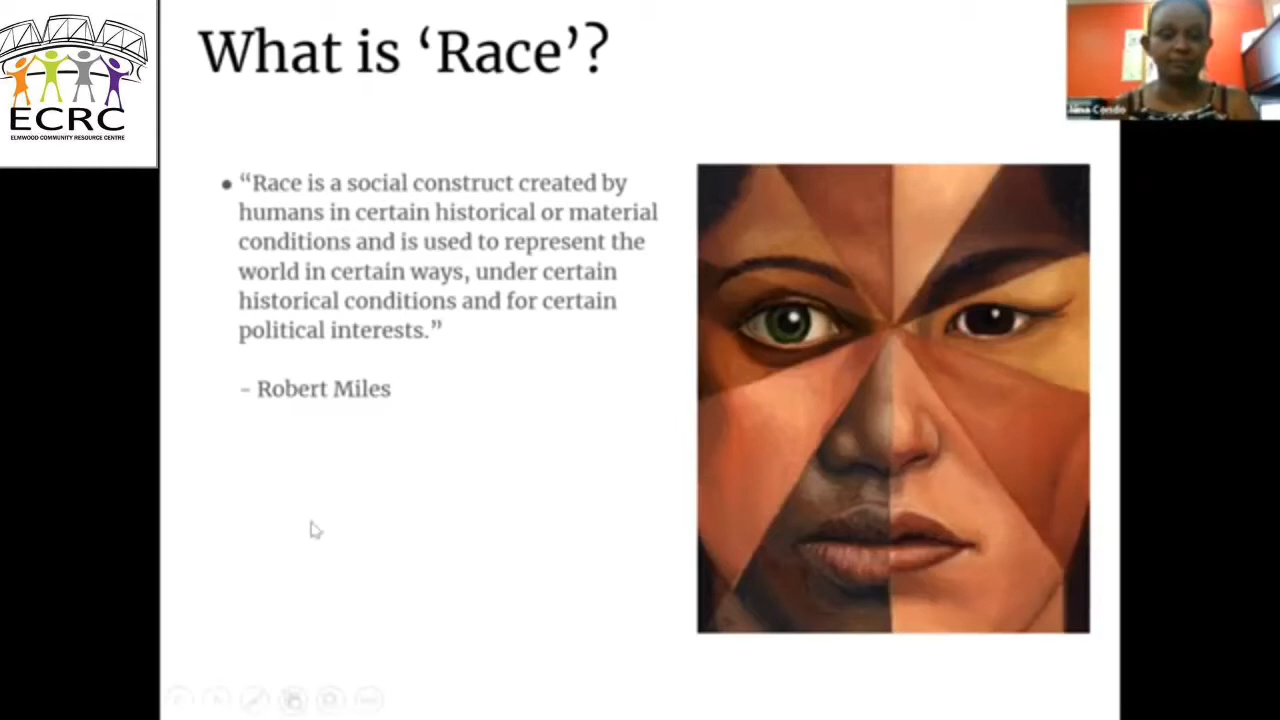 What is ‘Race’?
ECRC
ELMWOOD COMMUNITY RESOURCE CENTRE
Condo
“Race is a social construct created by
humans in certain historical or material
conditions and is used to represent the
world in certain ways, under certain
historical conditions and for certain
political interests.”
- Robert Miles